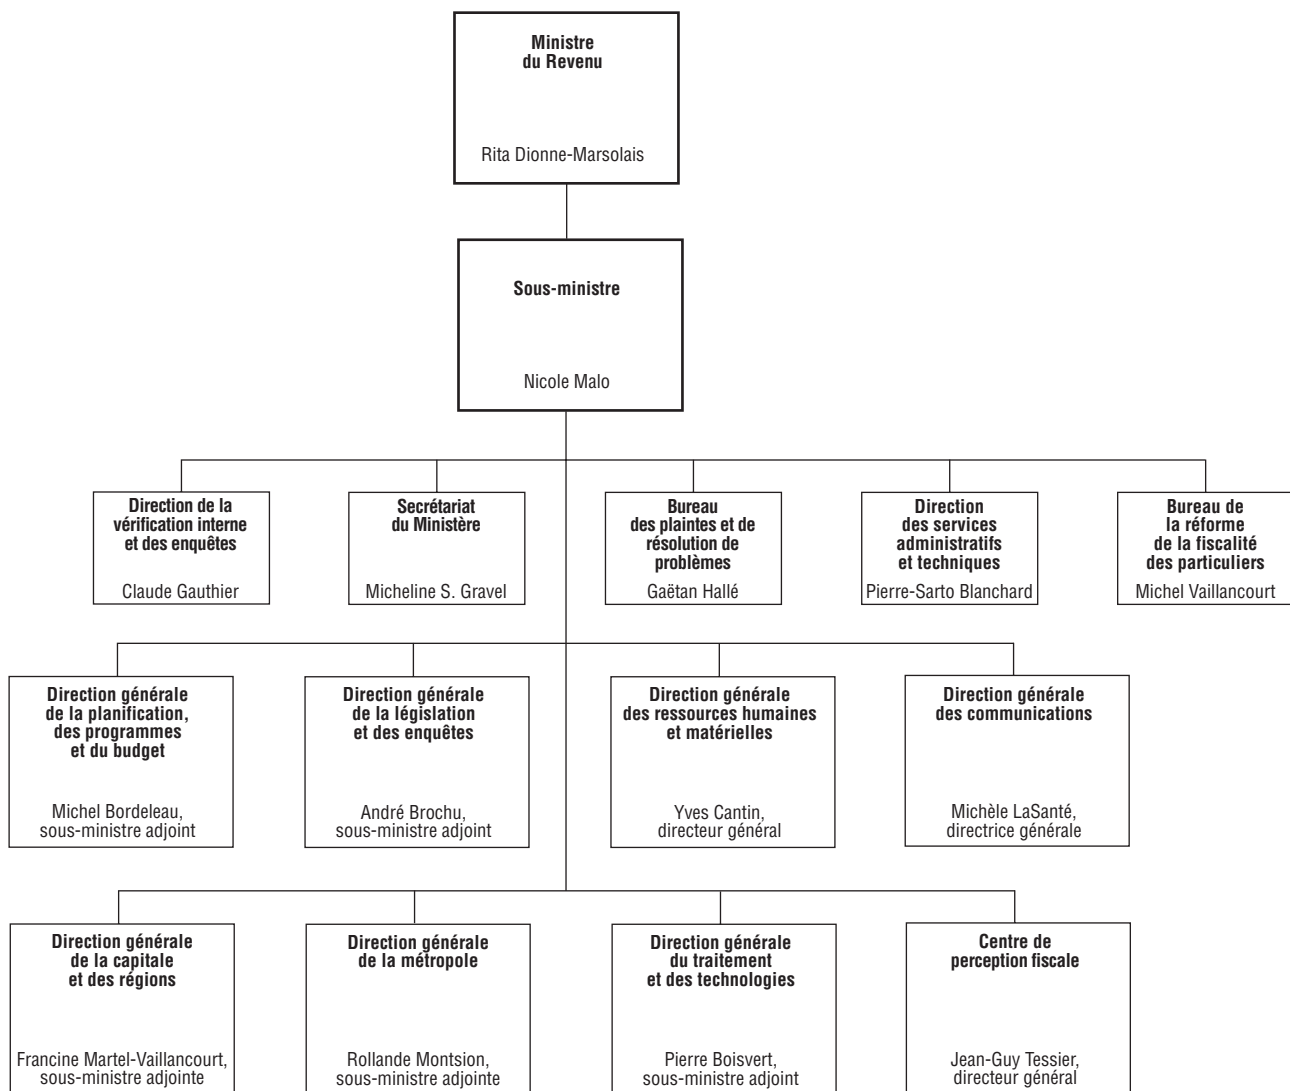 Ministre
du Revenu
Rita Dionne-Marsolais
Sous-ministre
Nicole Malo
Direction de la
vérification interne
et des enquêtes
Claude Gauthier
Secrétariat
du Ministère
Micheline S. Gravel
Bureau
des plaintes et de
résolution de
problèmes
Gaëtan Hallé
Direction
des services
administratifs
et techniques
Pierre-Sarto Blanchard
Bureau de
la réforme
de la fiscalité
des particuliers
Michel Vaillancourt
Direction générale
de la planification,
des programmes
et du budget
Michel Bordeleau,
sous-ministre adjoint
Direction générale
de la législation
et des enquêtes
André Brochu,
sous-ministre adjoint
Direction générale
des ressources humaines
et matérielles
Yves Cantin,
directeur général
Direction générale
des communications
Michèle LaSanté,
directrice générale
Direction générale
de la capitale
et des régions
Francine Martel-Vaillancourt,
sous-ministre adjointe
Direction générale
de la métropole
Rollande Montsion,
sous-ministre adjointe
Direction générale
du traitement
et des technologies
Pierre Boisvert,
sous-ministre adjoint
Centre de
perception fiscale
Jean-Guy Tessier,
directeur général